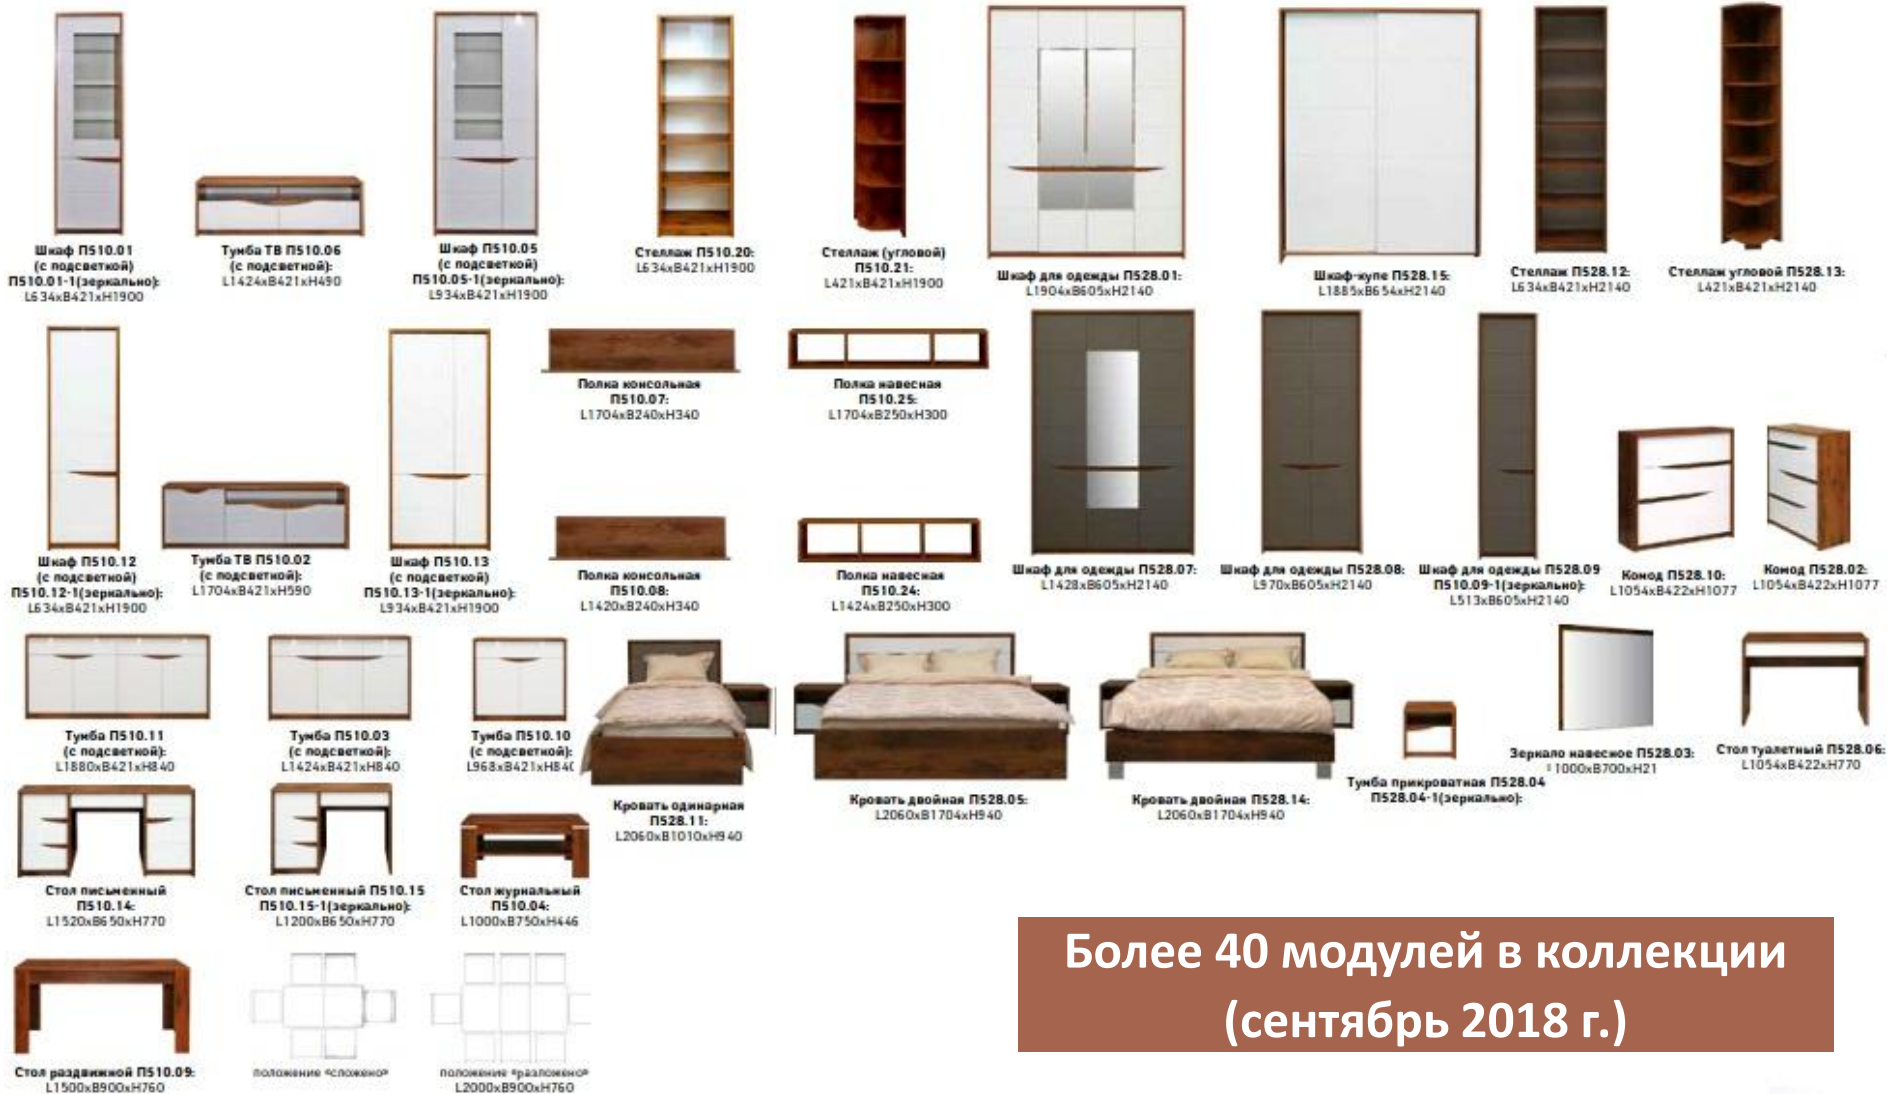 Шкаф П510.01
(с подсветкой)
П510.01-1(зеркально):
L634xB421xH1900
Тумба ТВ П510.06
(с подсветкой):
L1424xB421xH490
Шкаф П510.05
(с подсветкой)
П510.05-1(зеркально):
L934xB421xH1900
Стеллаж П510.20:
L634xB421xH1900
Стеллаж (угловой)
П510.21:
L421xB421xH1900
Шкаф для одежды П528.01:
L1904xB605xH2140
Шкаф-купе П528.15:
L1885xB654xH2140
Стеллаж П528.12:
L634xB421xH2140
Стеллаж угловой П528.13:
L421xB421xH2140
Шкаф П510.12
(с подсветкой)
П510.12-1(зеркально):
L634xB421xH1900
Тумба ТВ П510.02
(с подсветкой):
L1704xB421xH590
Шкаф П510.13
(с подсветкой)
П510.13-1(зеркально):
L934xB421xH1900
Полка консольная
П510.07:
L1704xB240xH340
Полка навесная
П510.25:
L1704xB250xH300
Полка консольная
П510.08:
L1420xB240xH340
Полка навесная
П510.24:
L1424xB250xH300
Шкаф для одежды П528.07:
L1428xB605xH2140
Шкаф для одежды П528.08:
L970xB605xH2140
Шкаф для одежды П528.09
П510.09-1(зеркально):
L513xB605xH2140
Комод П528.10:
L1054xB422xH1077
Комод П528.02:
L1054xB422xH1077
Тумба П510.11
(с подсветкой):
L1880xB421xH840
Тумба П510.03
(с подсветкой):
L1424xB421xH840
Тумба П510.10
(с подсветкой):
L968xB421xH84
Кровать одинарная
П528.11:
L2060xB1010xH940
Кровать двойная П528.05:
L2060xB1704xH940
Кровать двойная П528.14:
L2060xB1704xH940
Тумба прикроватная П528.04
П528.04-1(зеркально):
Зеркало навесное П528.03:
L1000xB700xH21
Стол туалетный П528.06:
L1054xB422xH770
Стол письменный
П510.14:
L1520xB650xH770
Стол письменный П510.15
П510.15-1(зеркально):
L1200xB650xH770
Стол журнальный
П510.04:
L1000xB750xH446
Стол раздвижной П510.09:
L1500xB900xH760
положение «сложено»
положение «разложено»
L2000xB900xH760
Более 40 модулей в коллекции
(сентябрь 2018 г.)